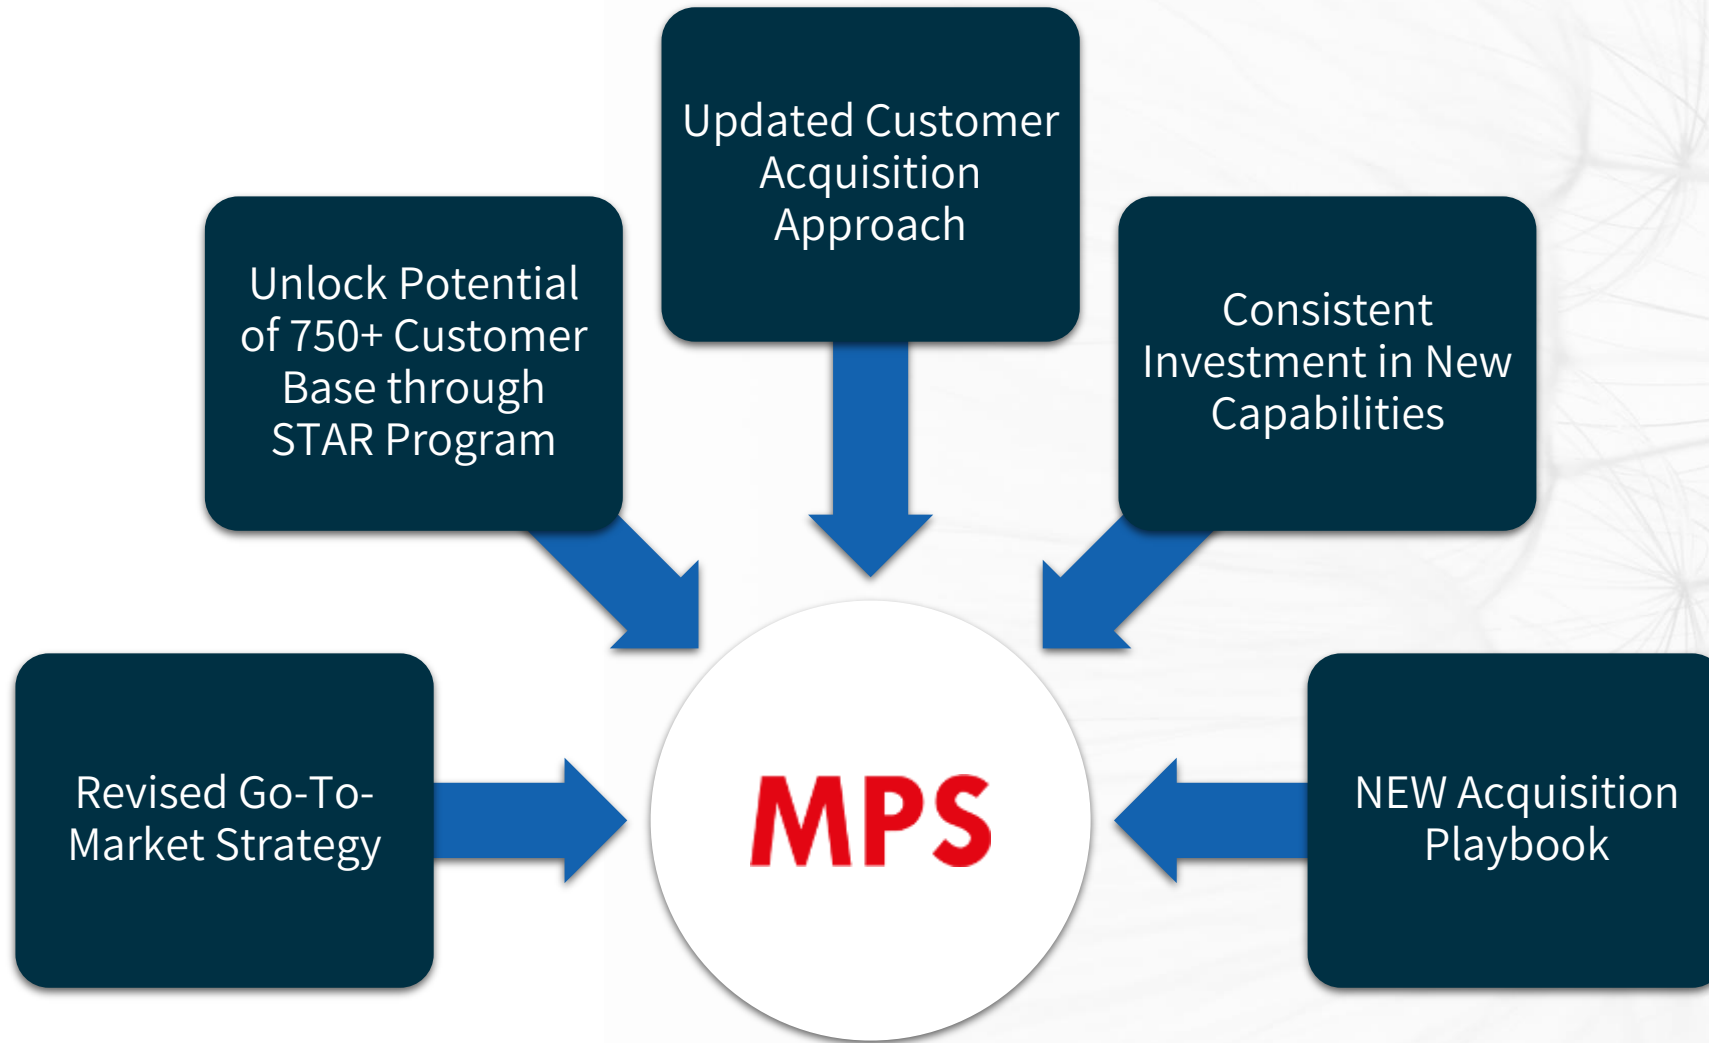 Updated Customer
Acquisition
Approach
Unlock Potential
of 750+ Customer
Base through
STAR Program
Consistent
Investment in New
Capabilities
Revised Go-To-
Market Strategy
MPS
NEW Acquisition
Playbook